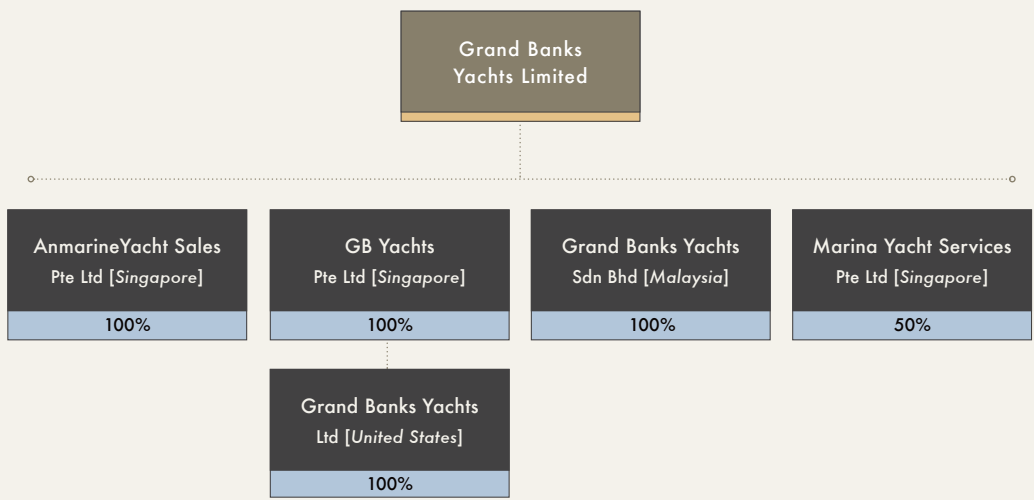 Grand Banks
Yachts Limited
AnmarineYacht Sales
Pte Ltd [Singapore]
100%
GB Yachts
Pte Ltd [Singapore]
100%
Grand Banks Yachts
Sdn Bhd [Malaysia]
100%
Marina Yacht Services
Pte Ltd [Singapore]
50%
Grand Banks Yachts
Ltd [United States]
100%